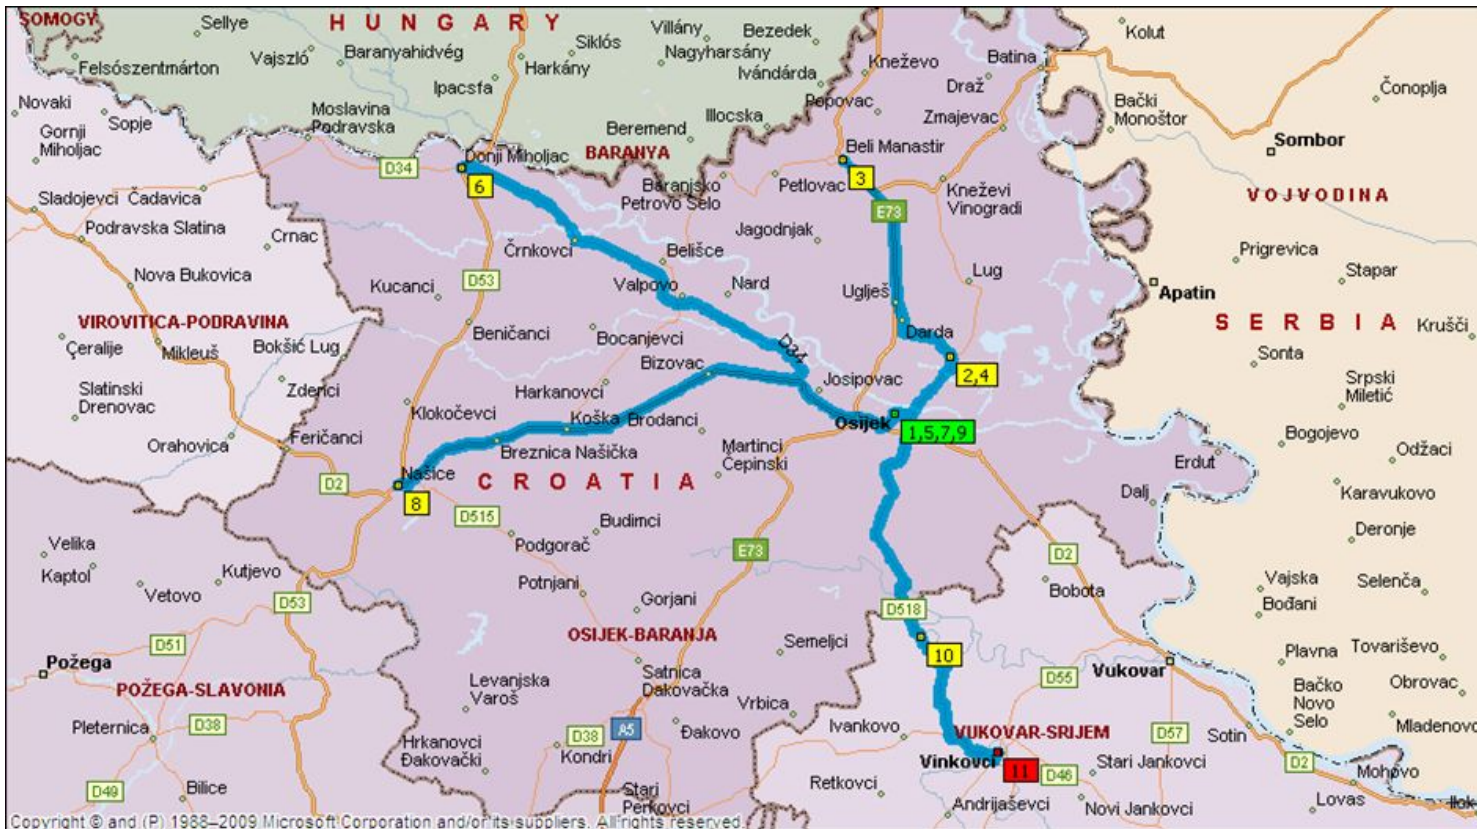 SOMOGY
HUNGARY
Sellye
Villány
Bezedek
Kolut
Vajszló
Baranyahidvég
Siklós
Nagyharsány
Batina
Felsószentmárton
Harkány
Ivándárda
Kneževo
Ipacsfa
Draž
Čonoplja
Novaki
Sopje
Moslavina
Podravska
Popovac
Bački
Monoštor
Gornji
Miholjac
Illocska
Zmajevac
Beremend
Sombor
BARANYA
Beli Manastir
D34
Donji Miholjac
6
3
Petlovac
Baranjsko
Petrovo Selo
Kneževi
Vinogradi
VOJVODINA
Sladojevci
Čadavica
E73
Podravska Slatina
Crnac
Črnkovci
Belišce
Jagodnjak
Prigrevica
Nova Bukovica
D53
Kucanci
Valpovo
Nard
Lug
Stapar
Uglješ
Apatin
VIROVITICA-PODRAVINA
Beničanci
Bocanjevci
Darda
SERBIA
Krušči
Čeralije
Mikleuš
Bokšić Lug
D34
Bizovac
Sonta
Slatinski
Drenovac
Zdenci
Harkanovci
Josipovac
2,4
Srpski
Miletić
Klokočevci
Koška
Brodanci
Osijek
1,5,7,9
Orahovica
Feričanci
Breznica Našička
Martinci
Čepinski
Bogojevo
Odžaci
Erdut
Našice
CROATIA
D2
8
Dalj
Karavukovo
D515
Budimci
Podgorač
Deronje
Velika
E73
D2
Kaptol
Kutjevo
Potnjani
Bobota
Vajska
Selenča
Vetovo
D53
Gorjani
D518
Bođani
D51
OSIJEK-BARANJA
Semeljci
10
Plavna
Tovariševo
Požega
Satnica
Đakovačka
Vukovar
POŽEGA-SLAVONIA
Levanjska
Varoš
D55
Bačko
Novo
Selo
Obrovac
Vrbica
Pleternica
D38
A5
Đakovo
Ivankovo
VUKOVAR-SRIJEM
D57
Sotin
Mladenovo
Hrkanovci
Đakovački
D38
Kondri
Vinkovci
11
D46
Stari Jankovci
D2
Mohovo
D49
Bilice
Stari
Perkovci
Retkovci
Andrijaševci
Novi Jankovci
Lovas
Ilok
Copyright © and (P) 1988–2009 Microsoft Corporation and/or its suppliers. All rights reserved.